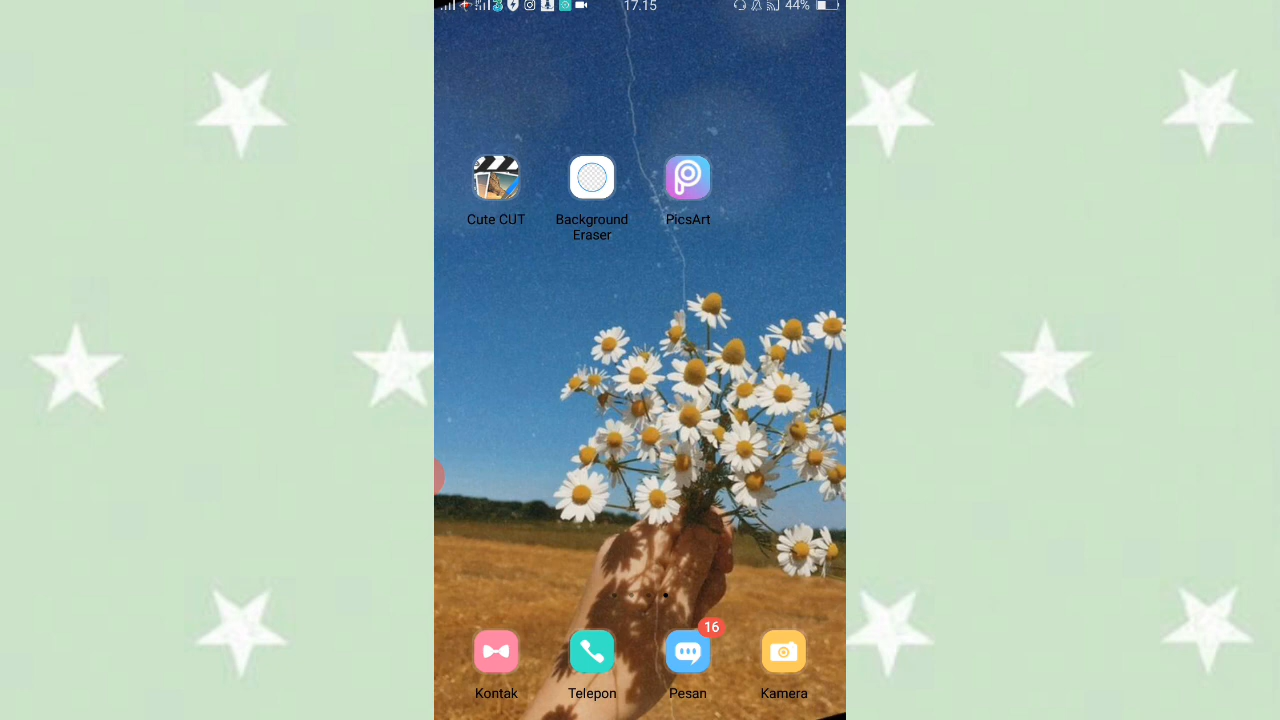 17.15
44%
Cute CUT
Background
Eraser
PicsArt
16
Kontak
Telepon
Pesan
Kamera